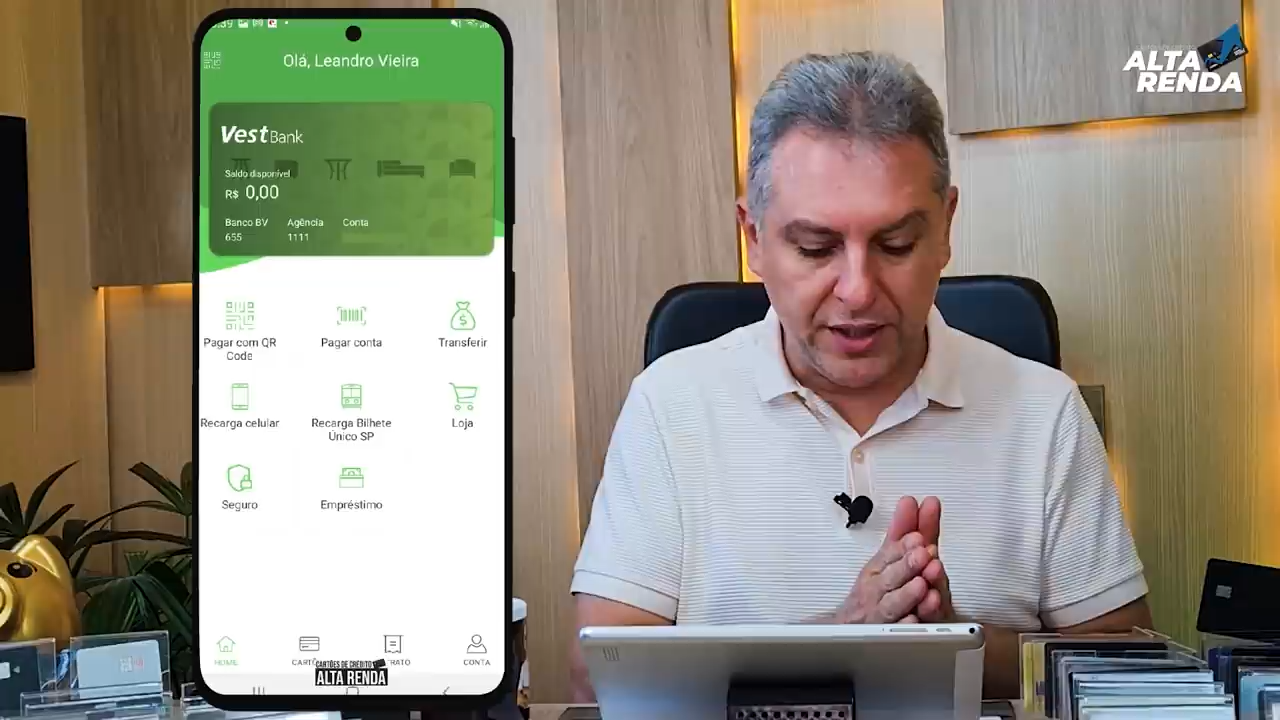 Olá, Leandro Vieira
VestBank
Saldo disponível
R$ 0,00
Banco BV Agência Conta
655 1111
Pagar com QR Code
Pagar conta
Transferir
Recarga celular
Recarga Bilhete Único SP
Loja
Seguro
Empréstimo
HOME
CONTA
CARTÕES DE CRÉDITO
ALTA RENDA
ALTA
RENDA